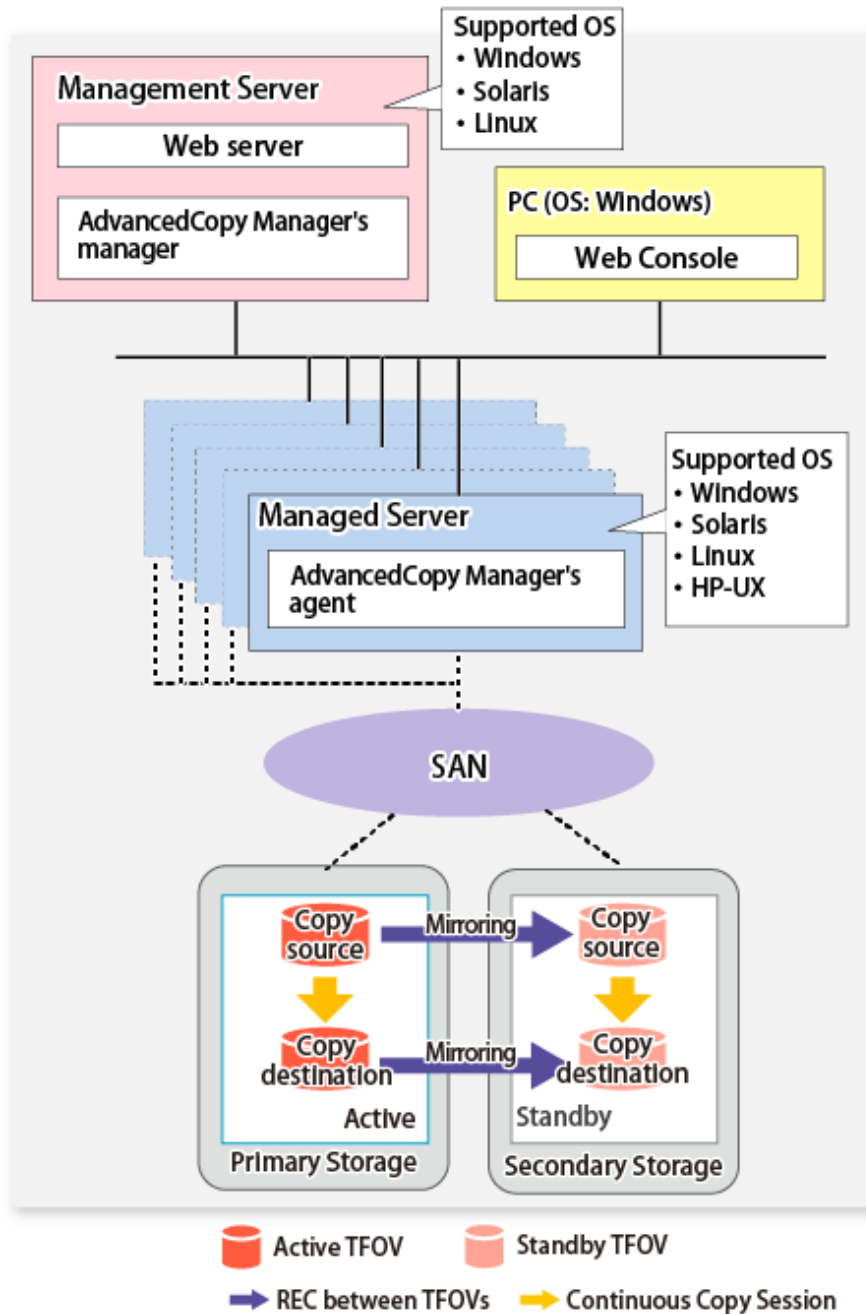 Supported OS
• Windows
• Solaris
• Linux
Management Server
Web server
AdvancedCopy Manager's
manager
PC (OS: Windows)
Web Console
Supported OS
• Windows
• Solaris
• Linux
• HP-UX
Managed Server
AdvancedCopy Manager's
agent
SAN
Copy
source
Mirroring
Copy
source
Copy
destination
Mirroring
Copy
destination
Active
Standby
Primary Storage
Secondary Storage
Active TFOV
Standby TFOV
REC between TFOVs
Continuous Copy Session